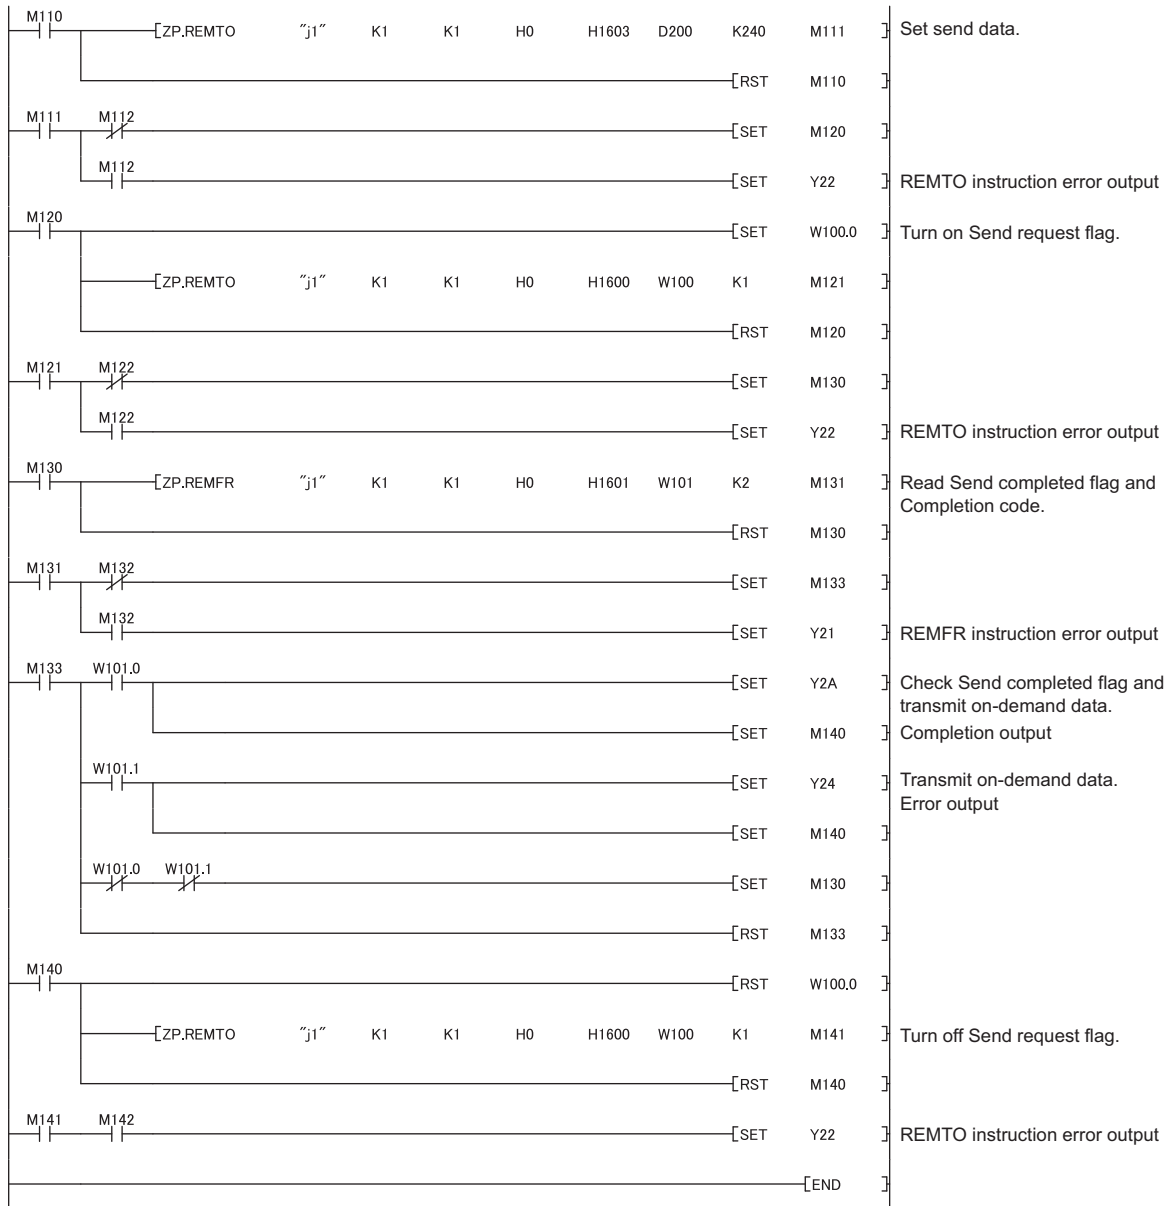 M110
[ZP.REMTO "j1" K1 K1 H0 H1603 D200 K240 M111 ] Set send data.
[RST M110 ]
M111 M112
[SET M120 ]
M112
[SET Y22 ] REMTO instruction error output
M120
[SET W100.0 ] Turn on Send request flag.
[ZP.REMTO "j1" K1 K1 H0 H1600 W100 K1 M121 ]
[RST M120 ]
M121 M122
[SET M130 ]
M122
[SET Y22 ] REMTO instruction error output
M130
[ZP.REMFR "j1" K1 K1 H0 H1601 W101 K2 M131 ] Read Send completed flag and
Completion code.
[RST M130 ]
M131 M132
[SET M133 ]
M132
[SET Y21 ] REMFR instruction error output
M133 W101.0
[SET Y2A ] Check Send completed flag and
transmit on-demand data.
[SET M140 ] Completion output
W101.1
[SET Y24 ] Transmit on-demand data.
Error output
[SET M140 ]
W101.0 W101.1
[SET M130 ]
[RST M133 ]
M140
[RST W100.0 ]
[ZP.REMTO "j1" K1 K1 H0 H1600 W100 K1 M141 ] Turn off Send request flag.
[RST M140 ]
M141 M142
[SET Y22 ] REMTO instruction error output
[END ]